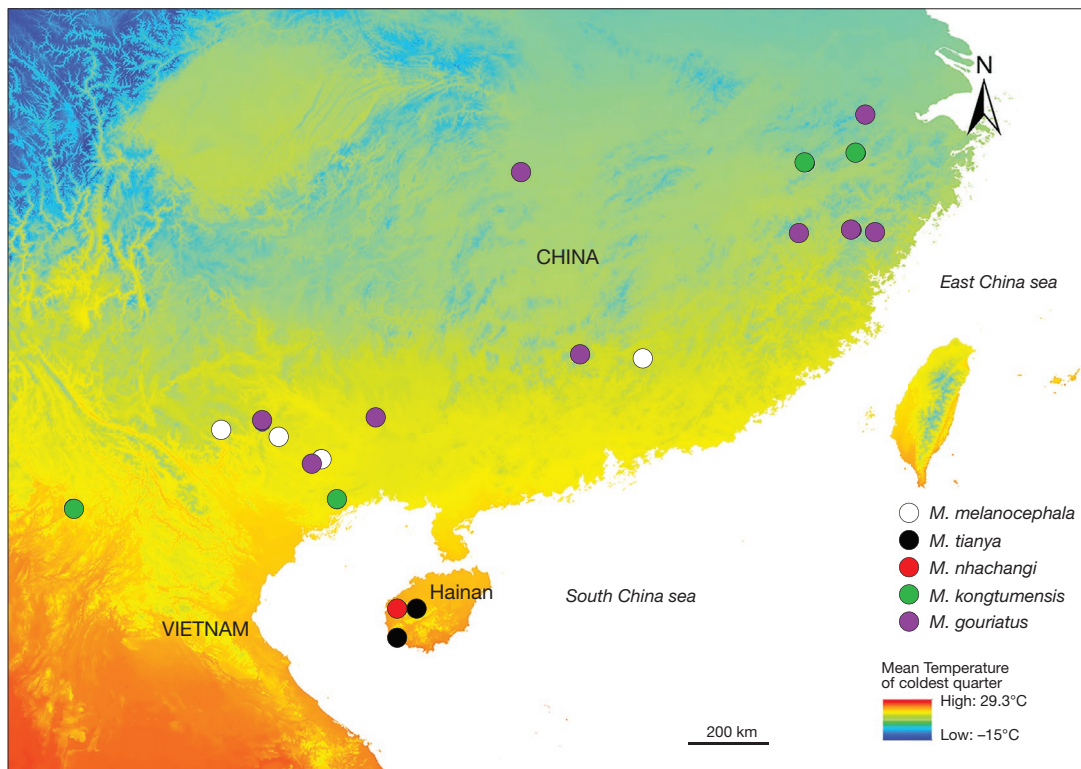 N
CHINA
East China sea
M. melanocephala
M. tianya
M. nhachangi
M. kongtumensis
M. gouriatus
Hainan
South China sea
VIETNAM
Mean Temperature
of coldest quarter
High: 29.3°C
Low: –15°C
200 km